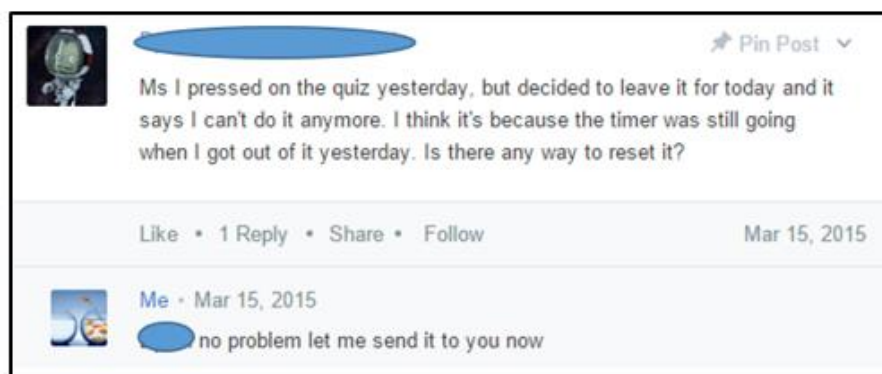 Pin Post
Ms I pressed on the quiz yesterday, but decided to leave it for today and it
says I can't do it anymore. I think it's because the timer was still going
when I got out of it yesterday. Is there any way to reset it?
Like • 1 Reply • Share • Follow Mar 15, 2015
Me • Mar 15, 2015
no problem let me send it to you now